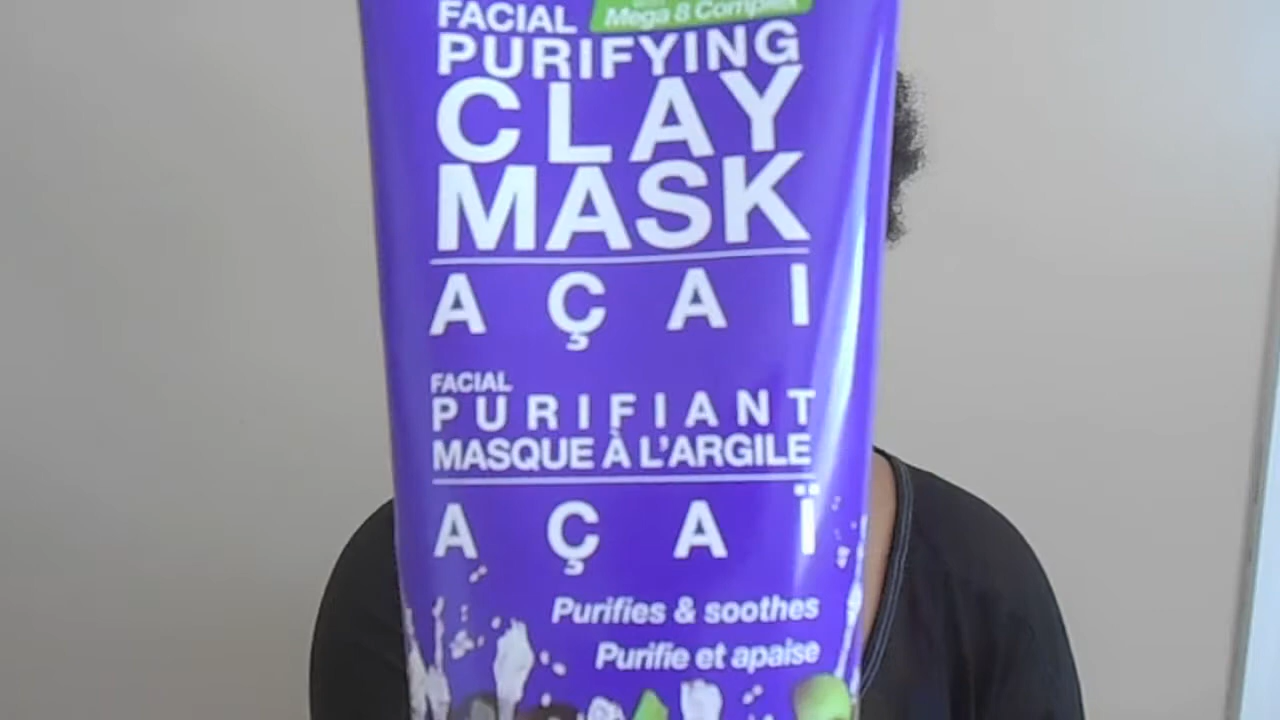 Mega 8 Complex
FACIAL
PURIFYING
CLAY
MASK
AÇAI
FACIAL
PURIFIANT
MASQUE À L'ARGILE
AÇAÏ
Purifies & soothes
Purifie et apaise